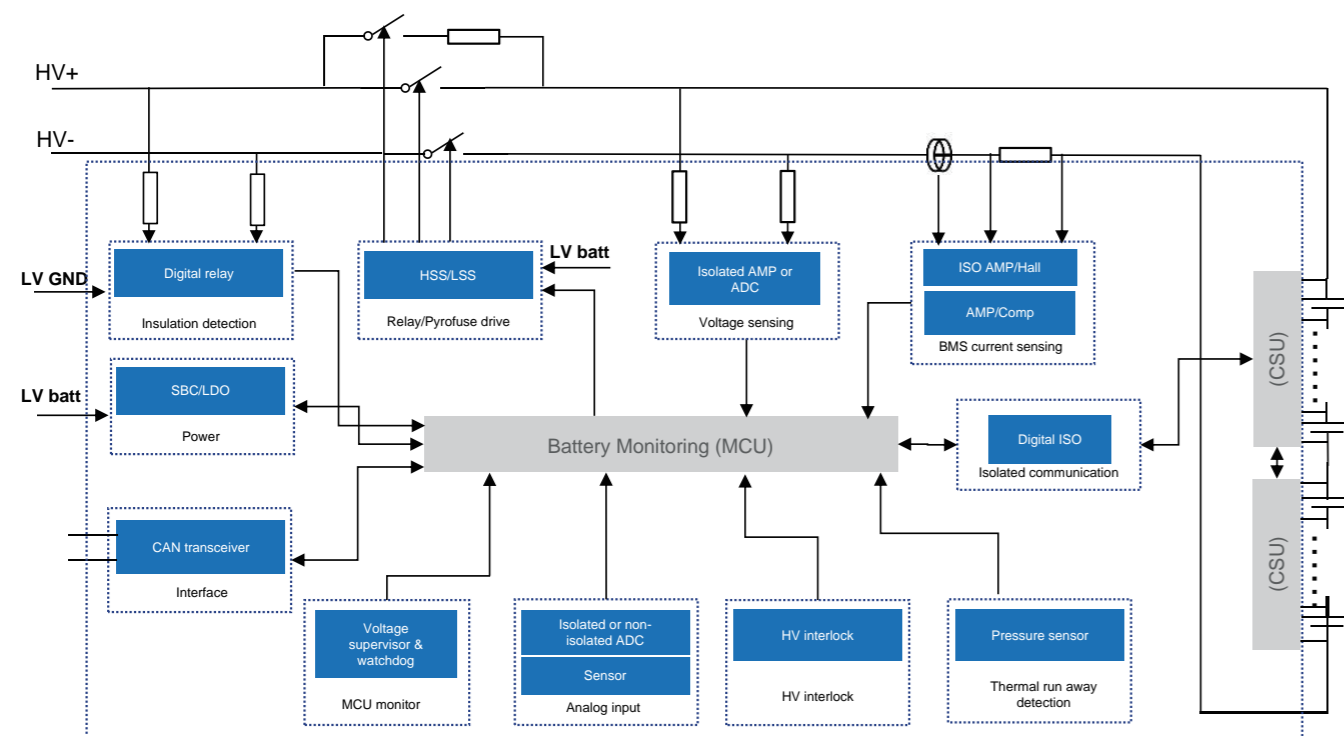 HV+
HV-
LV batt
LV GND
Digital relay
Insulation detection
HSS/LSS
Relay/Pyrofuse drive
Isolated AMP or
ADC
Voltage sensing
ISO AMP/Hall
AMP/Comp
BMS current sensing
LV batt
SBC/LDO
Power
Battery Monitoring (MCU)
Digital ISO
Isolated communication
(CSU)
(CSU)
CAN transceiver
Interface
Voltage
supervisor &
watchdog
MCU monitor
Isolated or non-
isolated ADC
Sensor
Analog input
HV interlock
HV interlock
Pressure sensor
Thermal run away
detection